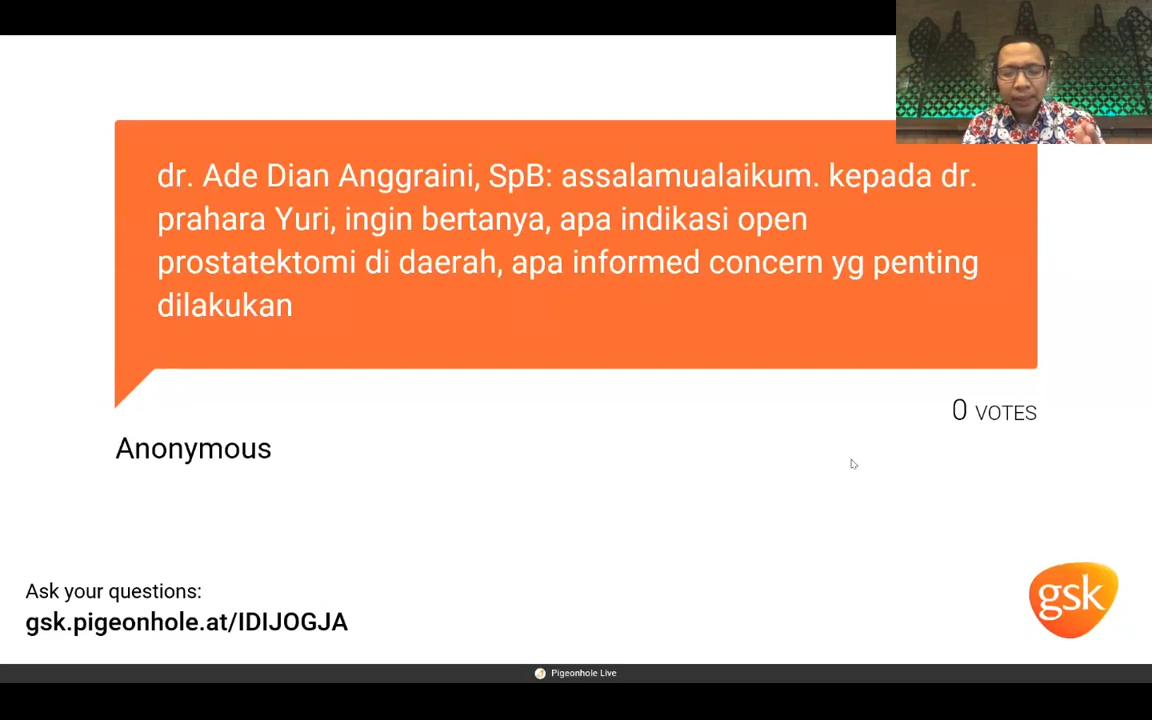 dr. Ade Dian Anggraini, SpB: assalamualaikum. kepada dr.
prahara Yuri, ingin bertanya, apa indikasi open
prostatektomi di daerah, apa informed concern yg penting
dilakukan
0 VOTES
Anonymous
Ask your questions:
gsk.pigeonhole.at/IDIJOGJA
gsk
Pigeonhole Live